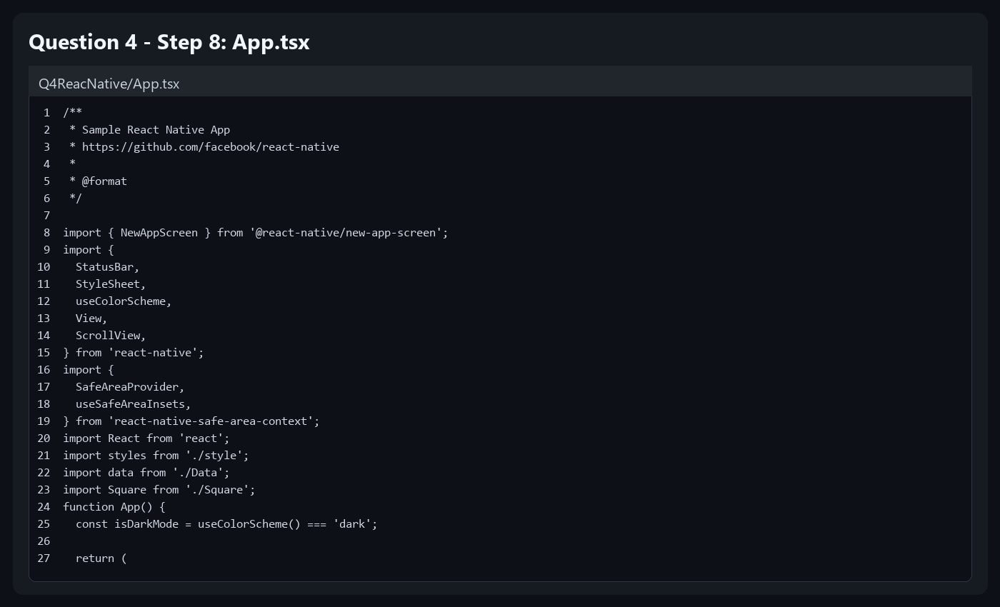 Question 4 - Step 8: App.tsx
Q4ReacNative/App.tsx
1 /**
2  * Sample React Native App
3  * https://github.com/facebook/react-native
4  *
5  * @format
6  */
7
8 import { NewAppScreen } from '@react-native/new-app-screen';
9 import {
10   StatusBar,
11   StyleSheet,
12   useColorScheme,
13   View,
14   ScrollView,
15 } from 'react-native';
16 import {
17   SafeAreaProvider,
18   useSafeAreaInsets,
19 } from 'react-native-safe-area-context';
20 import React from 'react';
21 import styles from './style';
22 import data from './Data';
23 import Square from './Square';
24 function App() {
25   const isDarkMode = useColorScheme() === 'dark';
26
27   return (